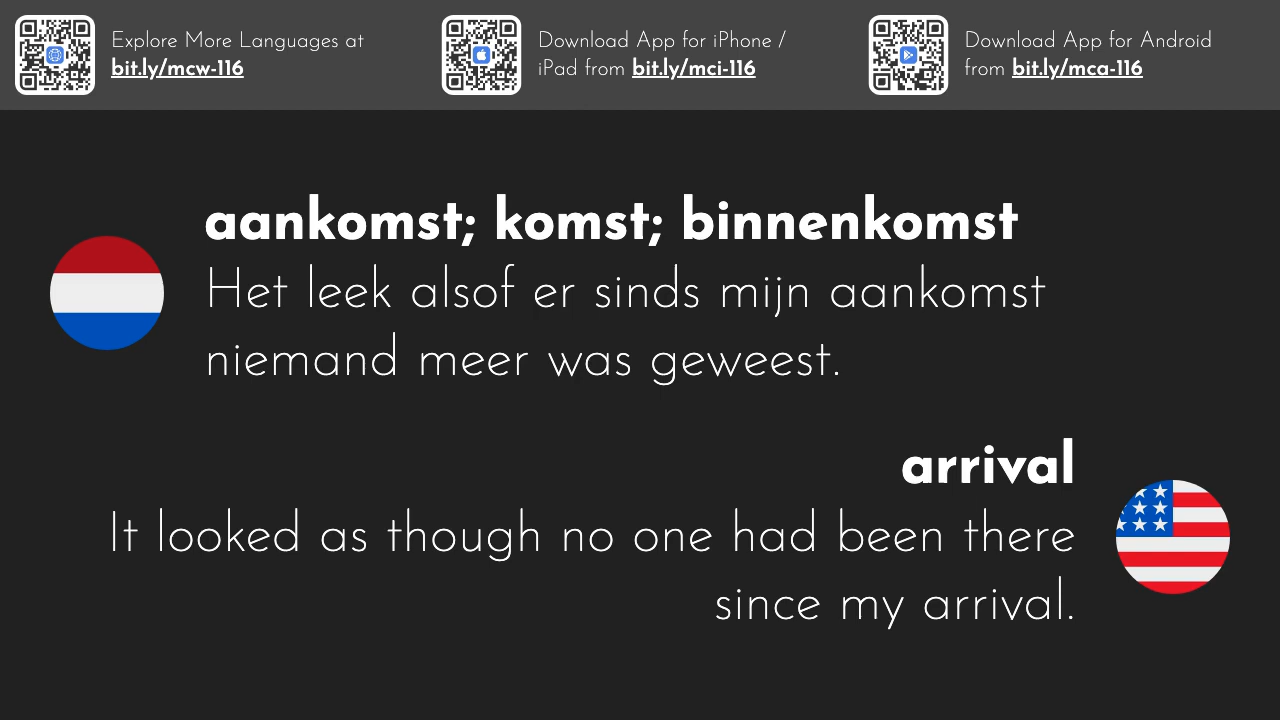 Explore More Languages at
bit.ly/mcw-116
Download App for iPhone /
iPad from bit.ly/mci-116
Download App for Android
from bit.ly/mca-116
aankomst; komst; binnenkomst
Het leek alsof er sinds mijn aankomst
niemand meer was geweest.
arrival
It looked as though no one had been there
since my arrival.